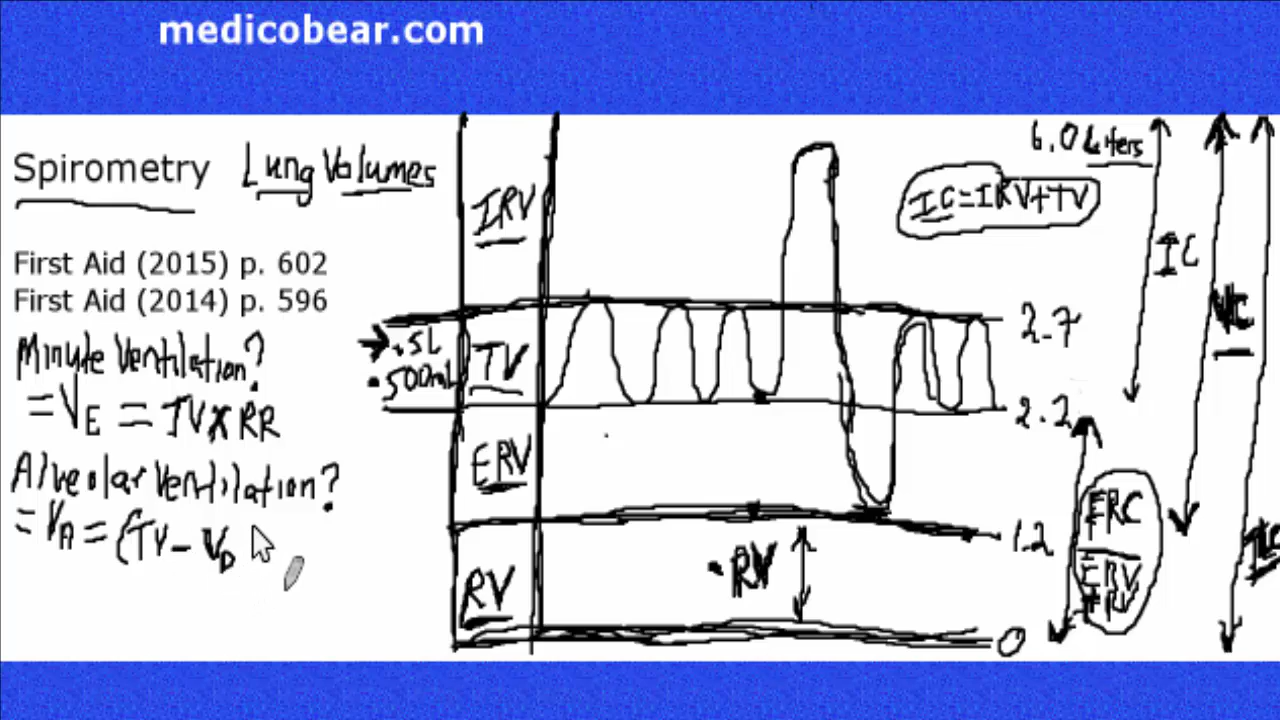 medicobear.com
Spirometry Lung Volumes
First Aid (2015) p. 602
First Aid (2014) p. 596
Minute Ventilation?
= VE = TV X RR
Alveolar Ventilation?
= VA = (TV - VD
IRV
.5L
.500mL
TV
ERV
RV
IC = IRV + TV
RV
6.0 Liters
2.7
2.2
1.2
0
IC
VC
FRC
ERV
+RV
TLC